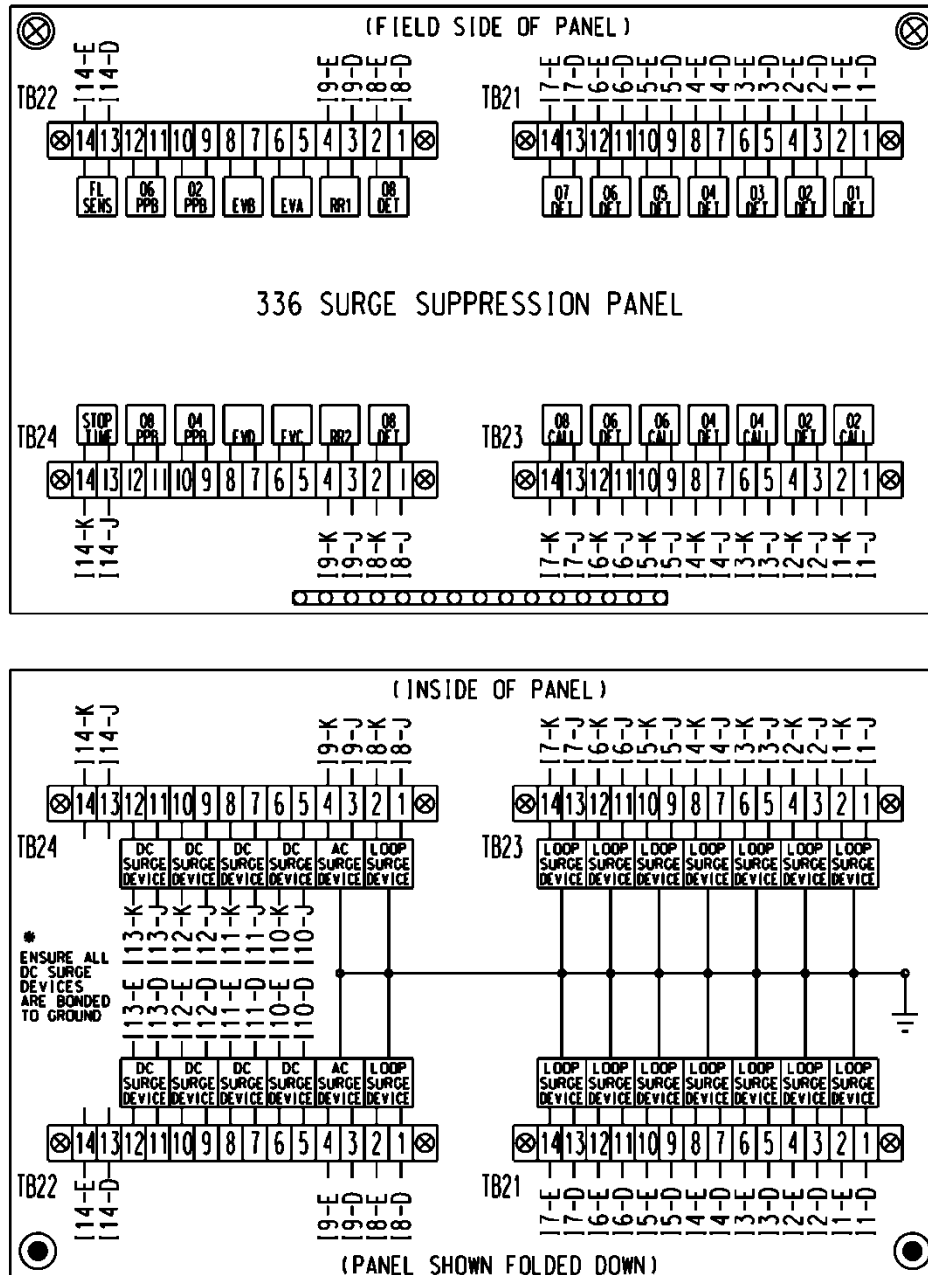 (FIELD SIDE OF PANEL)
I14-E I14-D I9-E I9-D I8-E I8-D
I7-E I7-D I6-E I6-D I5-E I5-D I4-E I4-D I3-E I3-D I2-E I2-D I1-E I1-D
TB22
TB21
14 13 12 11 10 9 8 7 6 5 4 3 2 1
14 13 12 11 10 9 8 7 6 5 4 3 2 1
FL SENS
06 PPB
02 PPB
EVB
EVA
RR1
08 DET
07 DET
06 DET
05 DET
04 DET
03 DET
02 DET
01 DET
336 SURGE SUPPRESSION PANEL
STOP TIME
08 PPB
04 PPB
EVD
EVC
RR2
08 DET
08 CALL
06 DET
06 CALL
04 DET
04 CALL
02 DET
02 CALL
TB24
TB23
14 13 12 11 10 9 8 7 6 5 4 3 2 1
14 13 12 11 10 9 8 7 6 5 4 3 2 1
I14-K I14-J I9-K I9-J I8-K I8-J
I7-K I7-J I6-K I6-J I5-K I5-J I4-K I4-J I3-K I3-J I2-K I2-J I1-K I1-J
(INSIDE OF PANEL)
I14-K I14-J I9-K I9-J I8-K I8-J
I7-K I7-J I6-K I6-J I5-K I5-J I4-K I4-J I3-K I3-J I2-K I2-J I1-K I1-J
14 13 12 11 10 9 8 7 6 5 4 3 2 1
14 13 12 11 10 9 8 7 6 5 4 3 2 1
TB24
TB23
DC SURGE DEVICE
DC SURGE DEVICE
DC SURGE DEVICE
DC SURGE DEVICE
AC SURGE DEVICE
LOOP SURGE DEVICE
LOOP SURGE DEVICE
LOOP SURGE DEVICE
LOOP SURGE DEVICE
LOOP SURGE DEVICE
LOOP SURGE DEVICE
LOOP SURGE DEVICE
LOOP SURGE DEVICE
I13-K I13-J I12-K I12-J I11-K I11-J I10-K I10-J
*
ENSURE ALL
DC SURGE
DEVICES
ARE BONDED
TO GROUND
I13-E I13-D I12-E I12-D I11-E I11-D I10-E I10-D
DC SURGE DEVICE
DC SURGE DEVICE
DC SURGE DEVICE
DC SURGE DEVICE
AC SURGE DEVICE
LOOP SURGE DEVICE
LOOP SURGE DEVICE
LOOP SURGE DEVICE
LOOP SURGE DEVICE
LOOP SURGE DEVICE
LOOP SURGE DEVICE
LOOP SURGE DEVICE
LOOP SURGE DEVICE
14 13 12 11 10 9 8 7 6 5 4 3 2 1
14 13 12 11 10 9 8 7 6 5 4 3 2 1
TB22
TB21
I14-E I14-D I9-E I9-D I8-E I8-D
I7-E I7-D I6-E I6-D I5-E I5-D I4-E I4-D I3-E I3-D I2-E I2-D I1-E I1-D
(PANEL SHOWN FOLDED DOWN)